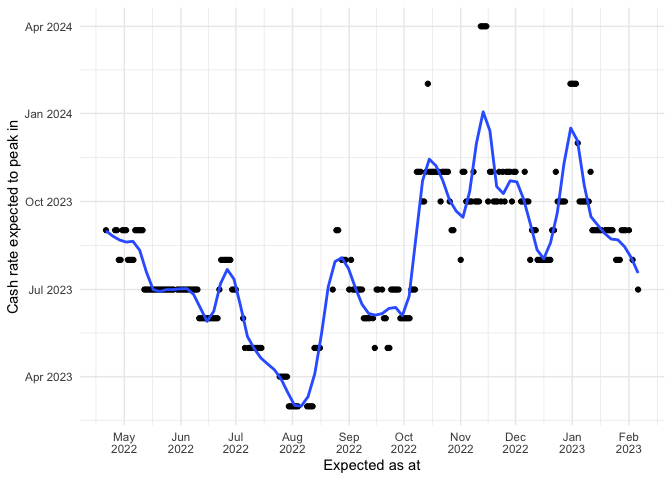 Cash rate expected to peak in
Apr 2024
Jan 2024
Oct 2023
Jul 2023
Apr 2023
May Jun Jul Aug Sep Oct Nov Dec Jan Feb
2022 2022 2022 2022 2022 2022 2022 2022 2023 2023
Expected as at